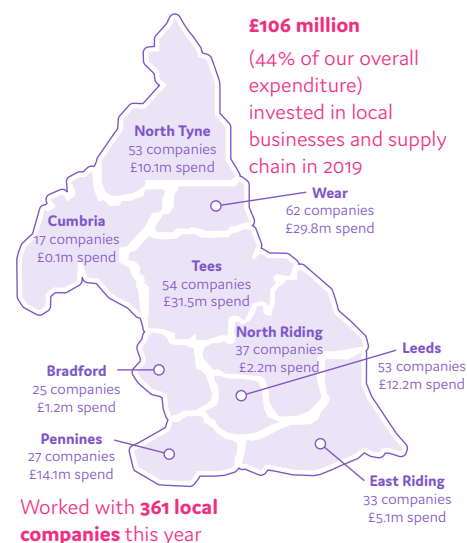 £106 million
(44% of our overall
expenditure)
invested in local
businesses and supply
chain in 2019
North Tyne
53 companies
£10.1m spend
Wear
62 companies
£29.8m spend
Cumbria
17 companies
£0.1m spend
Tees
54 companies
£31.5m spend
North Riding
37 companies
£2.2m spend
Leeds
53 companies
£12.2m spend
Bradford
25 companies
£1.2m spend
Pennines
27 companies
£14.1m spend
East Riding
33 companies
£5.1m spend
Worked with 361 local
companies this year